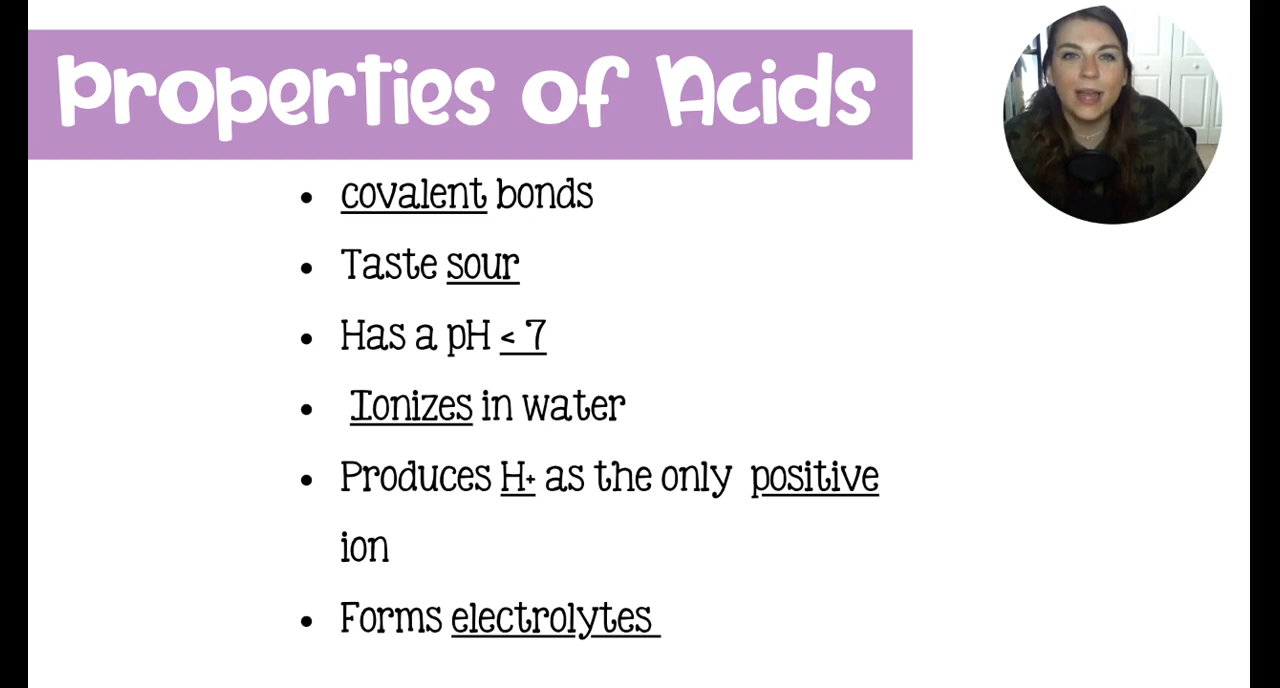 Properties of Acids
• covalent bonds
• Taste sour
• Has a pH < 7
• Ionizes in water
• Produces H+ as the only positive
ion
• Forms electrolytes